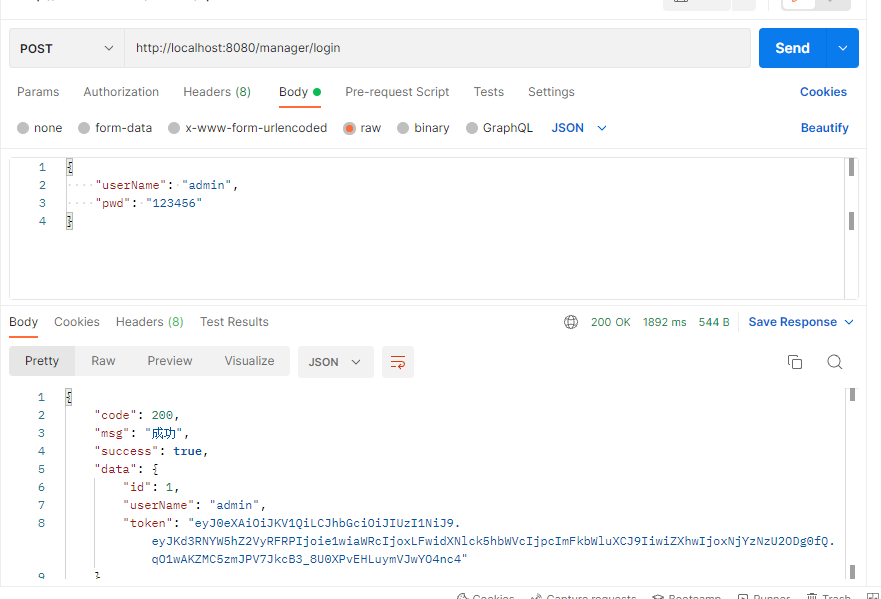 POST http://localhost:8080/manager/login Send
Params Authorization Headers (8) Body Pre-request Script Tests Settings Cookies
none form-data x-www-form-urlencoded raw binary GraphQL JSON Beautify
1 {
2 ····"userName":·"admin",
3 ····"pwd":·"123456"
4 }
Body Cookies Headers (8) Test Results 200 OK 1892 ms 544 B Save Response
Pretty Raw Preview Visualize JSON
1 {
2 "code": 200,
3 "msg": "成功",
4 "success": true,
5 "data": {
6 "id": 1,
7 "userName": "admin",
8 "token": "eyJ0eXAiOiJKV1QiLCJhbGciOiJIUzI1NiJ9.
eyJKd3RNYW5hZ2VyRFRPIjoie1wiaWRcIjoxLFwidXNlck5hbWVcIjpcImFkbWluXCJ9IiwiZXhwIjoxNjYzNzU2ODg0fQ.
qO1wAKZMC5zmJPV7JkcB3_8U0XPvEHLuymVJwYO4nc4"
9 }
Cookies Capture requests Bootcamp Runner Trash